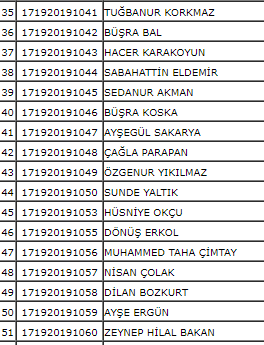 35 171920191041 TUĞBANUR KORKMAZ
36 171920191042 BÜŞRA BAL
37 171920191043 HACER KARAKOYUN
38 171920191044 SABAHATTİN ELDEMİR
39 171920191045 SEDANUR AKMAN
40 171920191046 BÜŞRA KOSKA
41 171920191047 AYŞEGÜL SAKARYA
42 171920191048 ÇAĞLA PARAPAN
43 171920191049 ÖZGENUR YIKILMAZ
44 171920191050 SUNDE YALTIK
45 171920191053 HÜSNİYE OKÇU
46 171920191055 DÖNÜŞ ERKOL
47 171920191056 MUHAMMED TAHA ÇİMTAY
48 171920191057 NİSAN ÇOLAK
49 171920191058 DİLAN BOZKURT
50 171920191059 AYŞE ERGÜN
51 171920191060 ZEYNEP HİLAL BAKAN